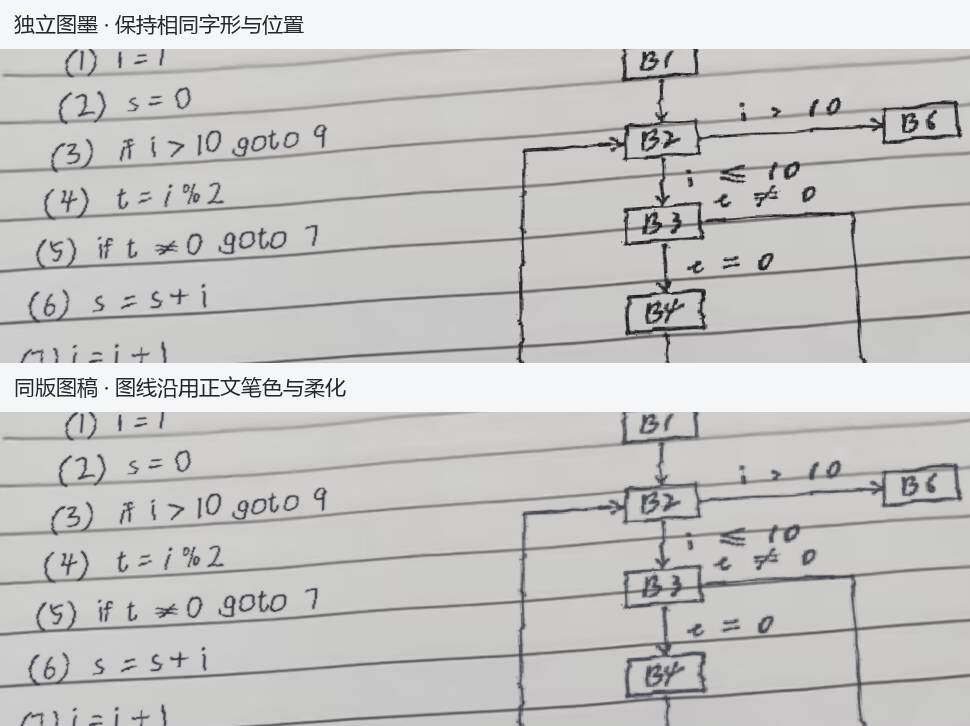 独立图墨 · 保持相同字形与位置
(1) i = 1
(2) s = 0
(3) if i > 10 goto 9
(4) t = i % 2
(5) if t ≠ 0 goto 7
(6) s = s + i
(7) i = i + 1
B1
i > 10
B2
B6
i ≤ 10
t ≠ 0
B3
t = 0
B4
同版图稿 · 图线沿用正文笔色与柔化
(1) i = 1
(2) s = 0
(3) if i > 10 goto 9
(4) t = i % 2
(5) if t ≠ 0 goto 7
(6) s = s + i
(7) i = i + 1
B1
i > 10
B2
B6
i ≤ 10
t ≠ 0
B3
t = 0
B4